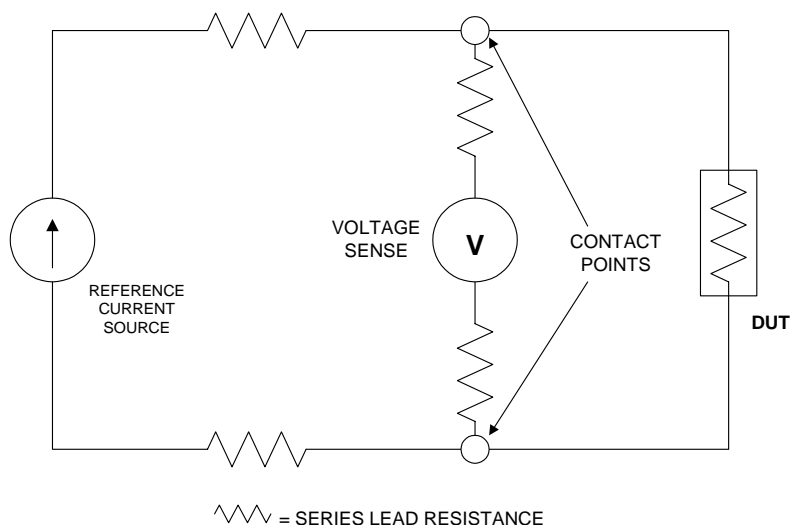 VOLTAGE
SENSE
V
CONTACT
POINTS
REFERENCE
CURRENT
SOURCE
DUT
= SERIES LEAD RESISTANCE